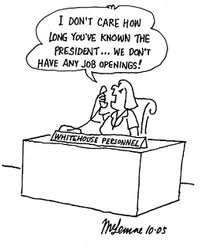 I DON'T CARE HOW
LONG YOU'VE KNOWN THE
PRESIDENT... WE DON'T
HAVE ANY JOB OPENINGS!
WHITEHOUSE PERSONNEL
10-05